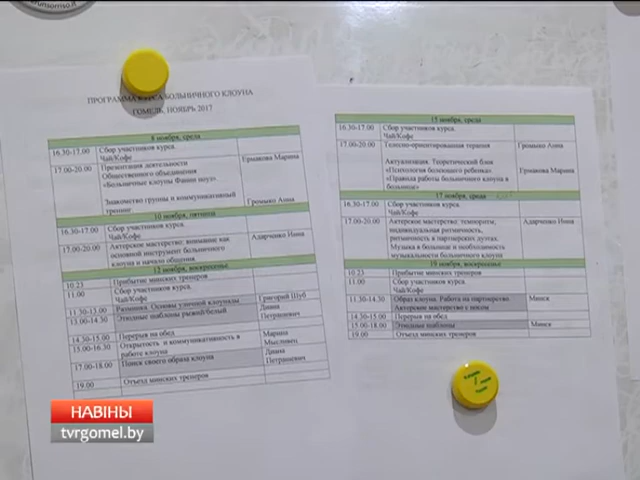 ПРОГРАММА КУРСА БОЛЬНИЧНОГО КЛОУНА
ГОМЕЛЬ, НОЯБРЬ 2017
8 ноября, среда
16.30-17.00 Сбор участников курса.
Чай/Кофе
17.00-20.00 Презентация деятельности Ермакова Марина
Общественного объединения
«Больничные клоуны Фанни ноуз».
Знакомство группы и коммуникативный Громыко Анна
тренинг
10 ноября, пятница
16.30-17.00 Сбор участников курса.
Чай/Кофе
17.00-20.00 Актерское мастерство: внимание как Адарченко Инна
основной инструмент больничного
клоуна и начало общения
12 ноября, воскресенье
10.23 Прибытие минских тренеров
11.00 Сбор участников курса.
Чай/Кофе
11.30-13.00 Разминка. Основы уличной клоунады Григорий Шуб
13.00-14.30 Этюдные шаблоны рыжий/белый Диана
Петраневич
14.30-15.00 Перерыв на обед
15.00-16.30 Открытость и коммуникативность в Марина
работе клоуна Мысливец
17.00-18.00 Поиск своего образа клоуна Диана
Петраневич
19.00 Отъезд минских тренеров
15 ноября, среда
16.30-17.00 Сбор участников курса.
Чай/Кофе
17.00-20.00 Телесно-ориентированная терапия Громыко Анна
Актуализация. Теоретический блок
«Психология болеющего ребенка». Ермакова Марина
«Правила работы больничного клоуна в
больнице»
17 ноября, среда
16.30-17.00 Сбор участников курса.
Чай/Кофе
17.00-20.00 Актерское мастерство: темпоритм, Адарченко Инна
индивидуальная ритмичность,
ритмичность в партнерских дуэтах.
Музыка в больнице и необходимость
музыкальности больничного клоуна
19 ноября, воскресенье
10.23 Прибытие минских тренеров
11.00 Сбор участников курса.
Чай/Кофе
11.30-14.30 Образ клоуна. Работа на партнерство. Минск
Актерское мастерство
14.30-15.00 Перерыв на обед
15.00-18.00 Этюдные шаблоны Минск
19.00 Отъезд минских тренеров
НАВІНЫ
tvrgomel.by